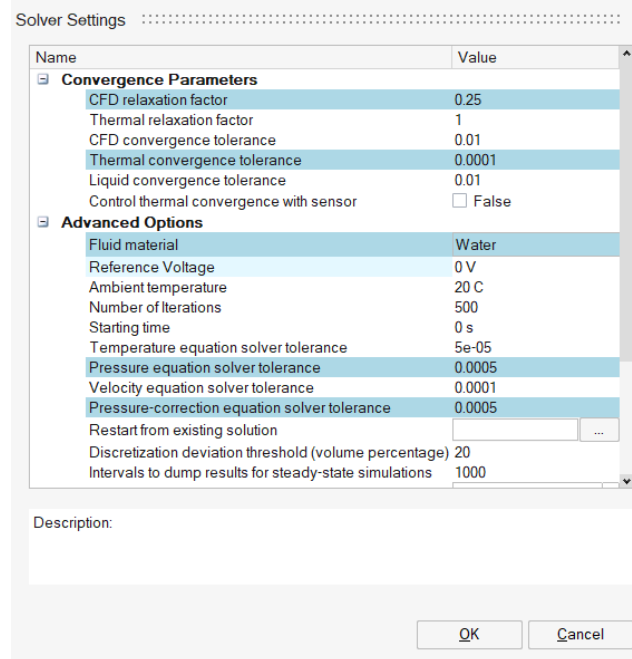 Solver Settings
Name Value
Convergence Parameters
CFD relaxation factor 0.25
Thermal relaxation factor 1
CFD convergence tolerance 0.01
Thermal convergence tolerance 0.0001
Liquid convergence tolerance 0.01
Control thermal convergence with sensor False
Advanced Options
Fluid material Water
Reference Voltage 0 V
Ambient temperature 20 C
Number of Iterations 500
Starting time 0 s
Temperature equation solver tolerance 5e-05
Pressure equation solver tolerance 0.0005
Velocity equation solver tolerance 0.0001
Pressure-correction equation solver tolerance 0.0005
Restart from existing solution ...
Discretization deviation threshold (volume percentage) 20
Intervals to dump results for steady-state simulations 1000
Description:
OK Cancel